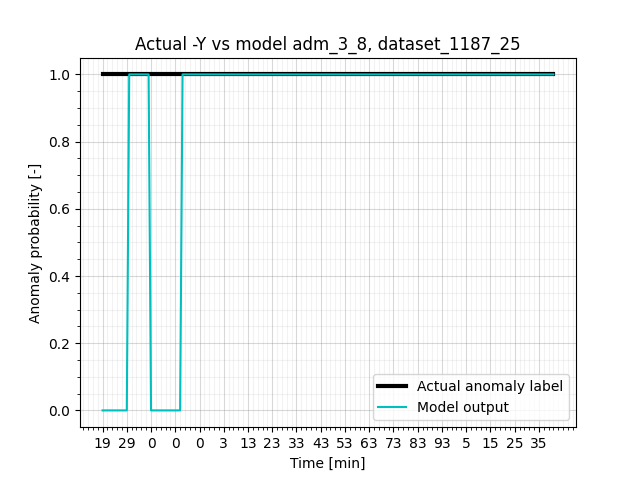 Actual -Y vs model adm_3_8, dataset_1187_25
Anomaly probability [-]
1.0
0.8
0.6
0.4
0.2
0.0
Actual anomaly label
Model output
19 29 0 0 0 3 13 23 33 43 53 63 73 83 93 5 15 25 35
Time [min]